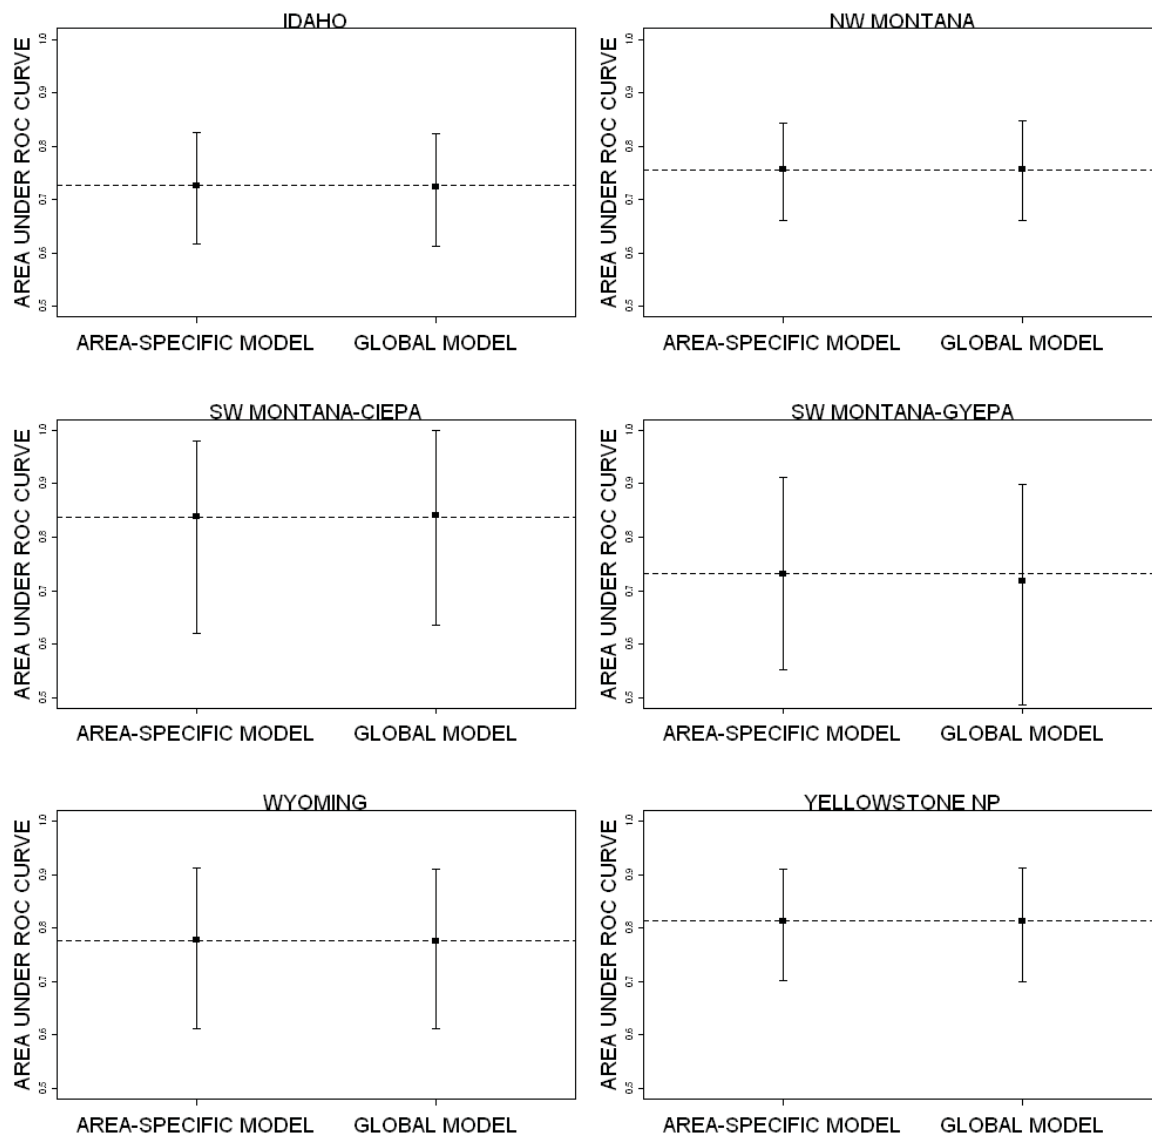 IDAHO
AREA UNDER ROC CURVE
1.0
0.9
0.8
0.7
0.6
0.5
AREA-SPECIFIC MODEL GLOBAL MODEL
NW MONTANA
AREA UNDER ROC CURVE
1.0
0.9
0.8
0.7
0.6
0.5
AREA-SPECIFIC MODEL GLOBAL MODEL
SW MONTANA-CIEPA
AREA UNDER ROC CURVE
1.0
0.9
0.8
0.7
0.6
0.5
AREA-SPECIFIC MODEL GLOBAL MODEL
SW MONTANA-GYEPA
AREA UNDER ROC CURVE
1.0
0.9
0.8
0.7
0.6
0.5
AREA-SPECIFIC MODEL GLOBAL MODEL
WYOMING
AREA UNDER ROC CURVE
1.0
0.9
0.8
0.7
0.6
0.5
AREA-SPECIFIC MODEL GLOBAL MODEL
YELLOWSTONE NP
AREA UNDER ROC CURVE
1.0
0.9
0.8
0.7
0.6
0.5
AREA-SPECIFIC MODEL GLOBAL MODEL